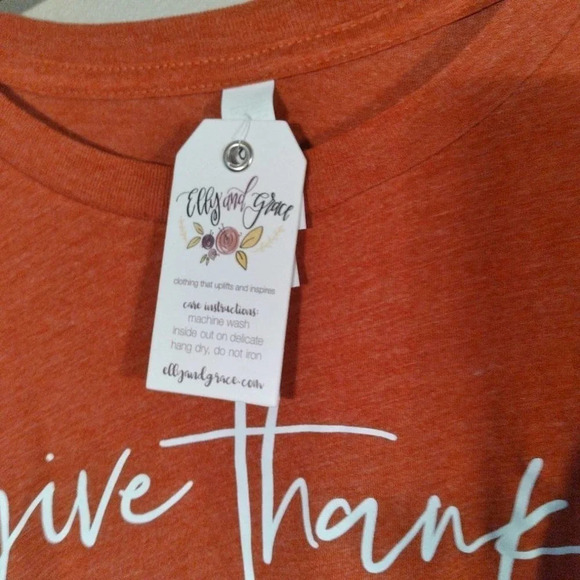 Elly and Grace
clothing that uplifts and inspires
care instructions:
machine wash
inside out on delicate
hang dry, do not iron
ellyandgrace.com
give Thank